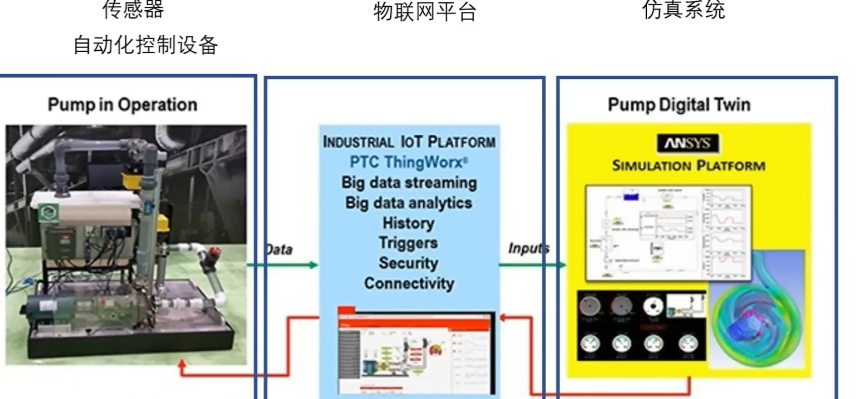 传感器
自动化控制设备
物联网平台
仿真系统
Pump in Operation
Data
INDUSTRIAL IOT PLATFORM
PTC ThingWorx®
Big data streaming
Big data analytics
History
Triggers
Security
Connectivity
Inputs
Pump Digital Twin
ANSYS
SIMULATION PLATFORM